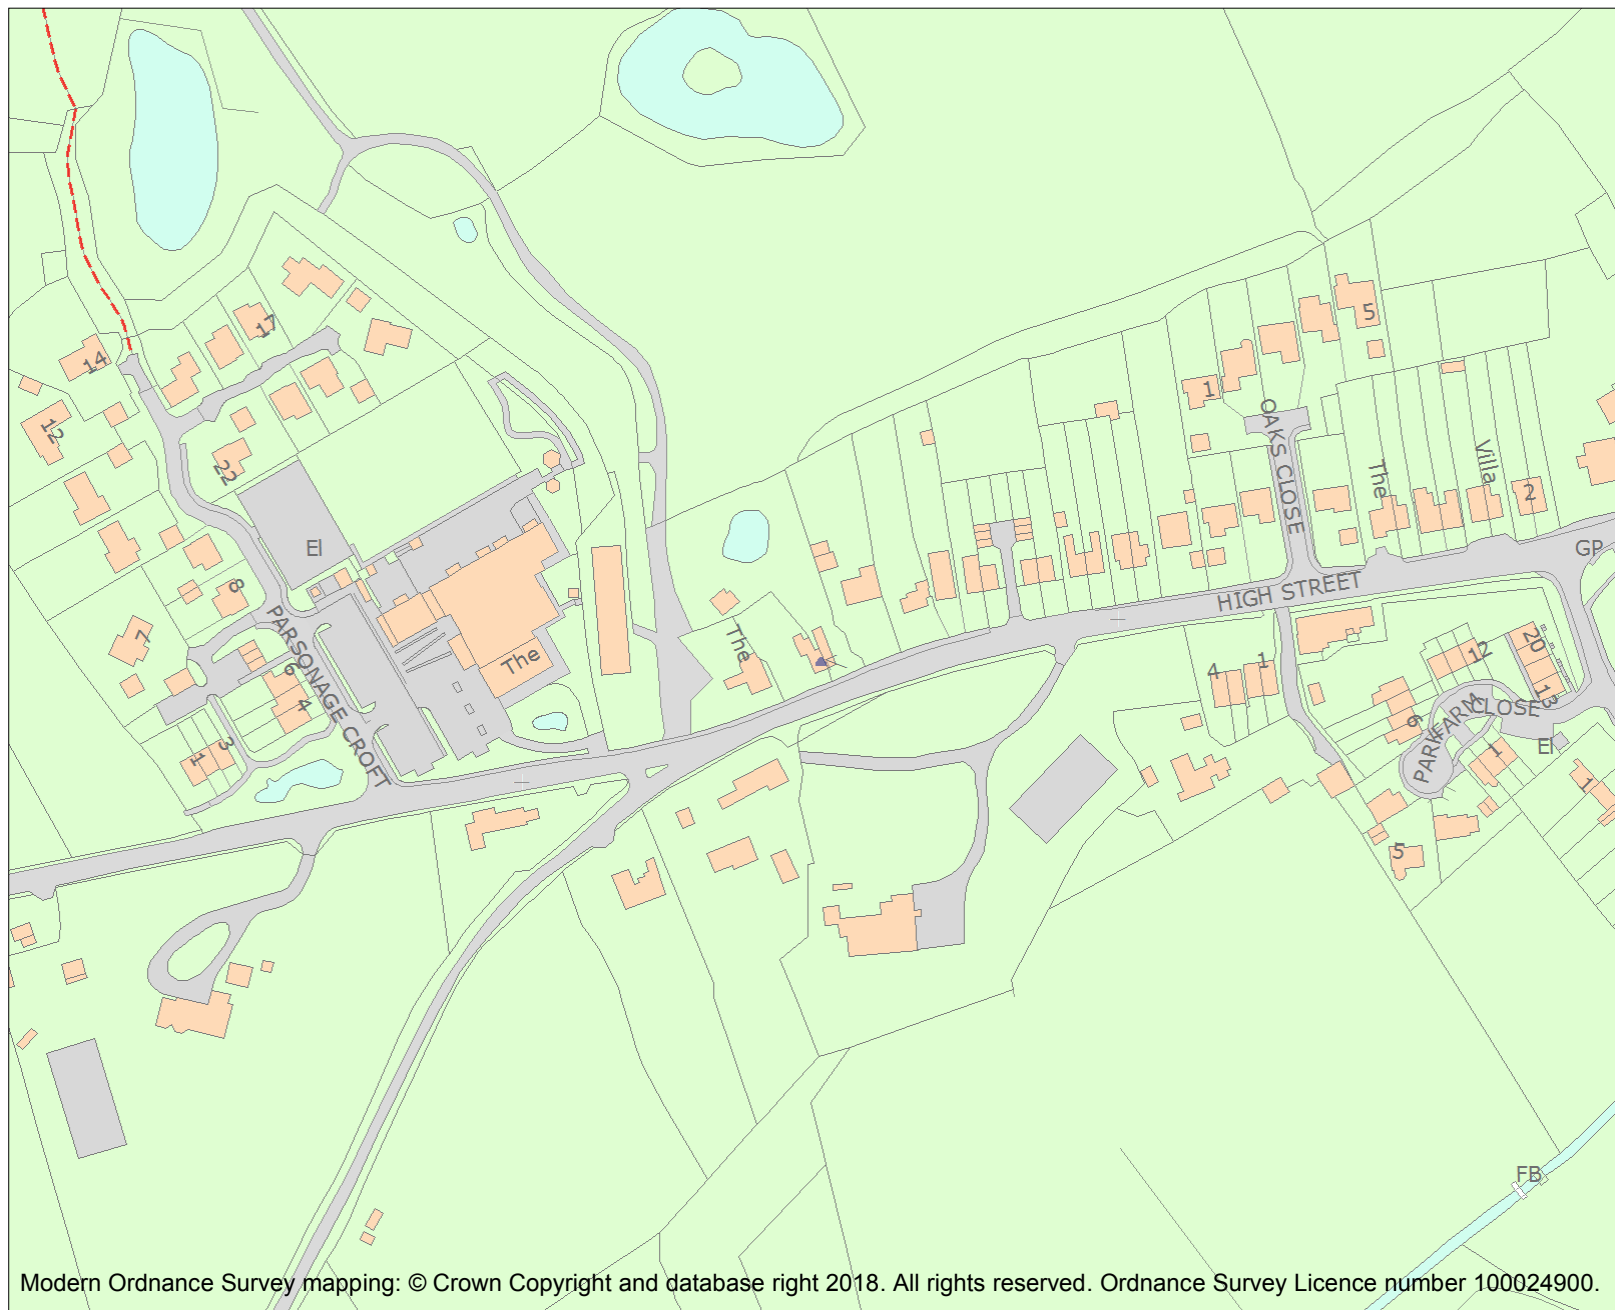 5
17
14
1
12
OAKS CLOSE
22
The
Villa
2
El
GP
8
HIGH STREET
PARSONAGE CROFT
7
The
The
20
12
6
4
1
13
4
3
1
6
PARK FARM
CLOSE
El
1
1
5
FB
Modern Ordnance Survey mapping: © Crown Copyright and database right 2018. All rights reserved. Ordnance Survey Licence number 100024900.